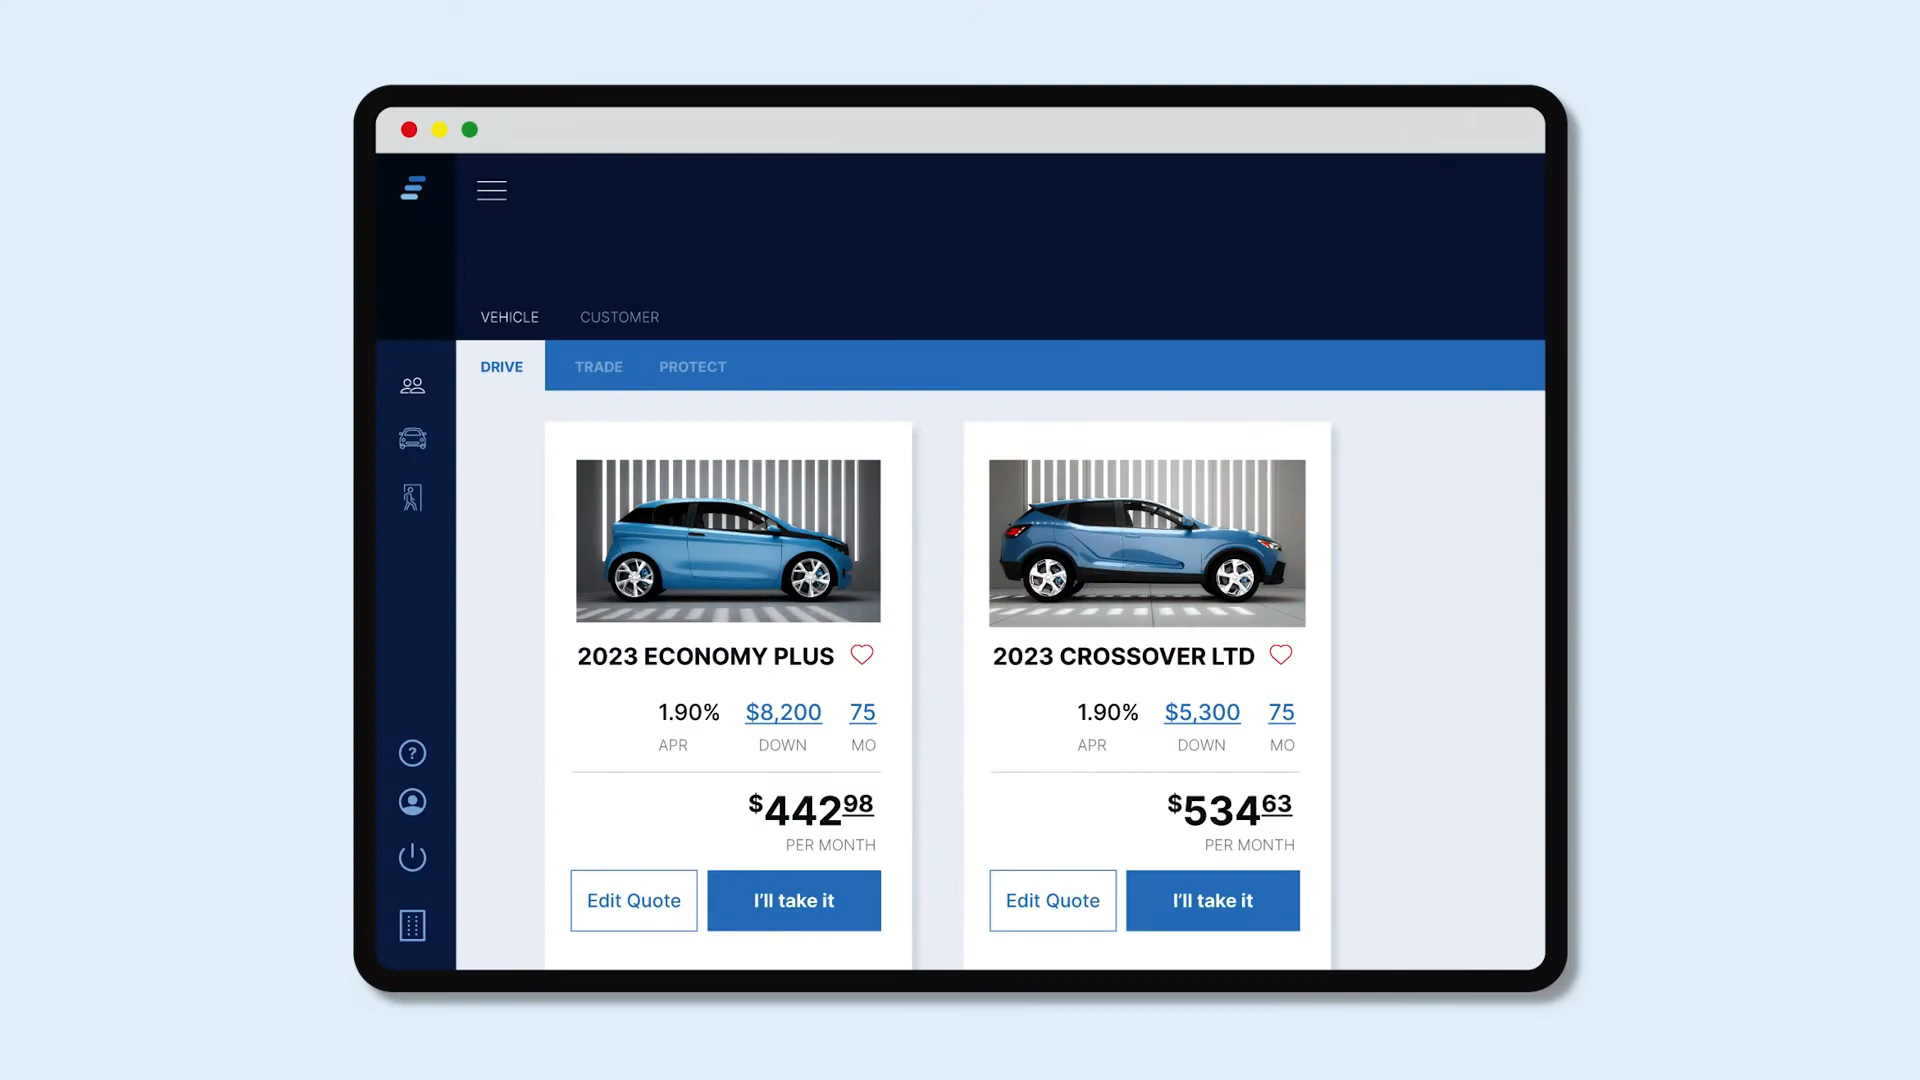 VEHICLE CUSTOMER
DRIVE TRADE PROTECT
2023 ECONOMY PLUS
1.90% $8,200 75
APR DOWN MO
$44298
PER MONTH
Edit Quote I'll take it
2023 CROSSOVER LTD
1.90% $5,300 75
APR DOWN MO
$53463
PER MONTH
Edit Quote I'll take it